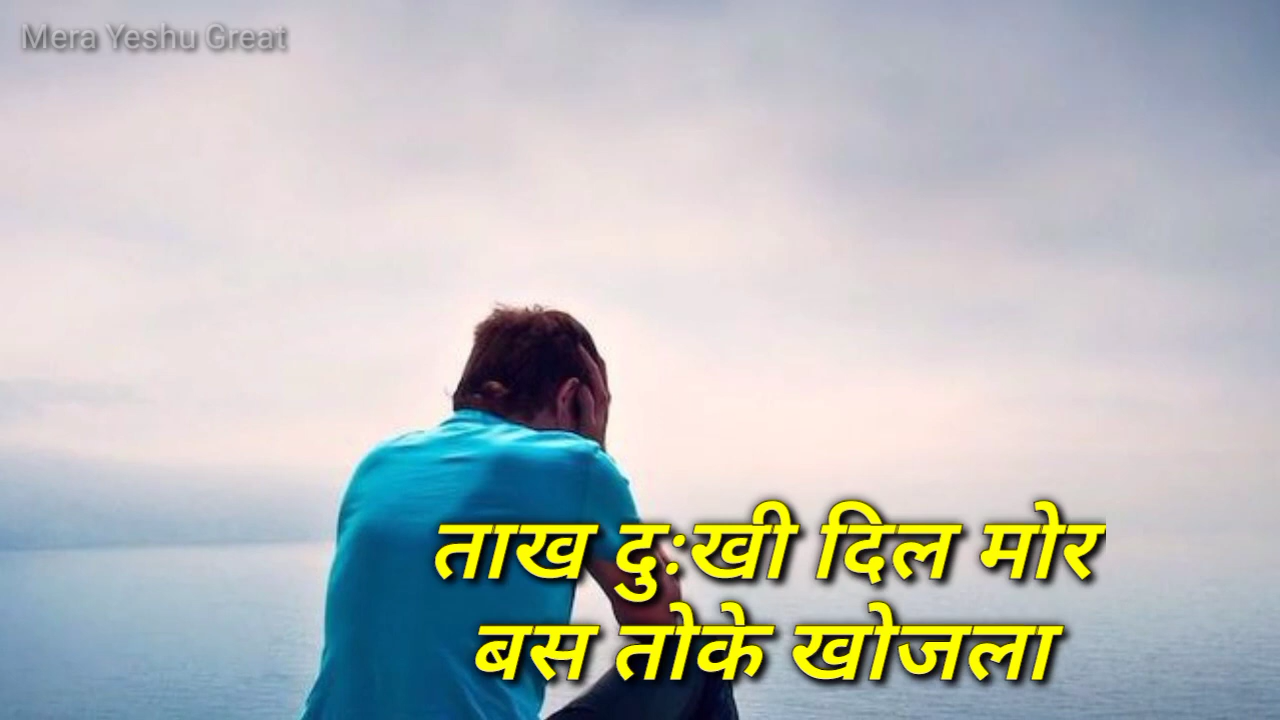 Mera Yeshu Great
ताख दुःखी दिल मोर
बस तोके खोजला